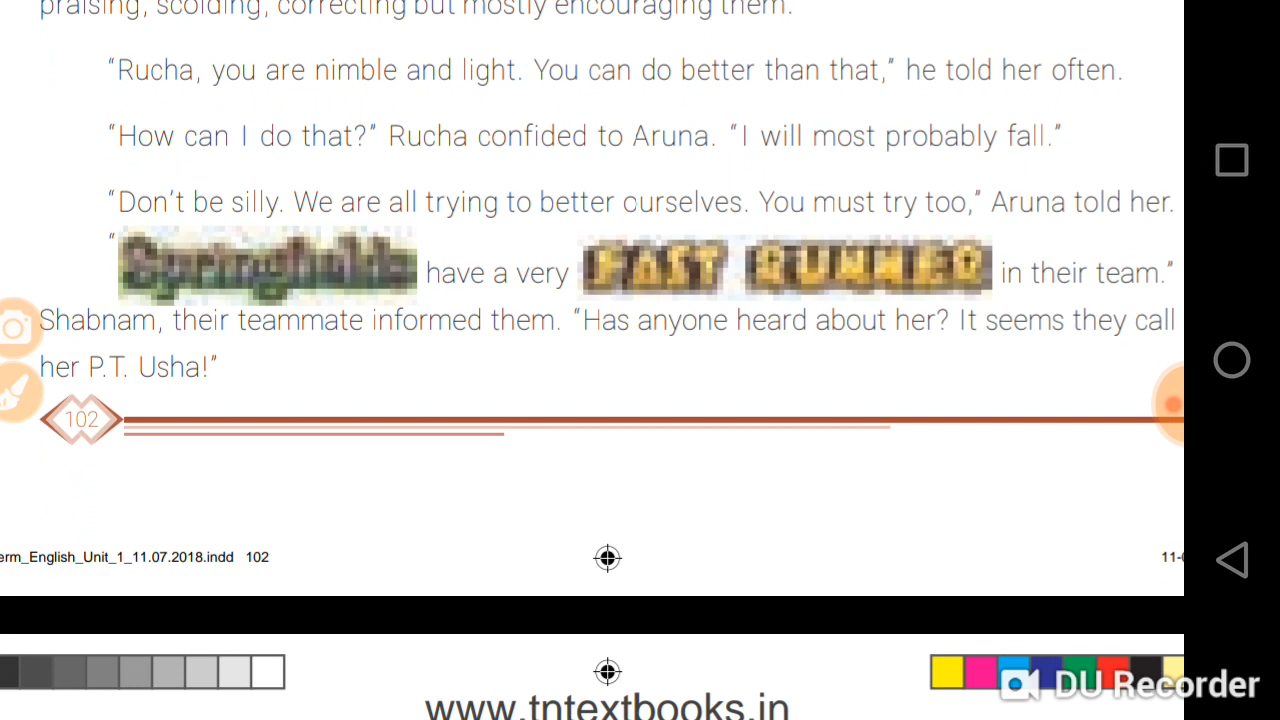 praising, scolding, correcting but mostly encouraging them.
“Rucha, you are nimble and light. You can do better than that,” he told her often.
“How can I do that?” Rucha confided to Aruna. “I will most probably fall.”
“Don’t be silly. We are all trying to better ourselves. You must try too,” Aruna told her.
“Springfields have a very FAST RUNNER in their team.”
Shabnam, their teammate informed them. “Has anyone heard about her? It seems they call
her P.T. Usha!”
102
erm_English_Unit_1_11.07.2018.indd 102
11-0
www.tntextbooks.in
DU Recorder